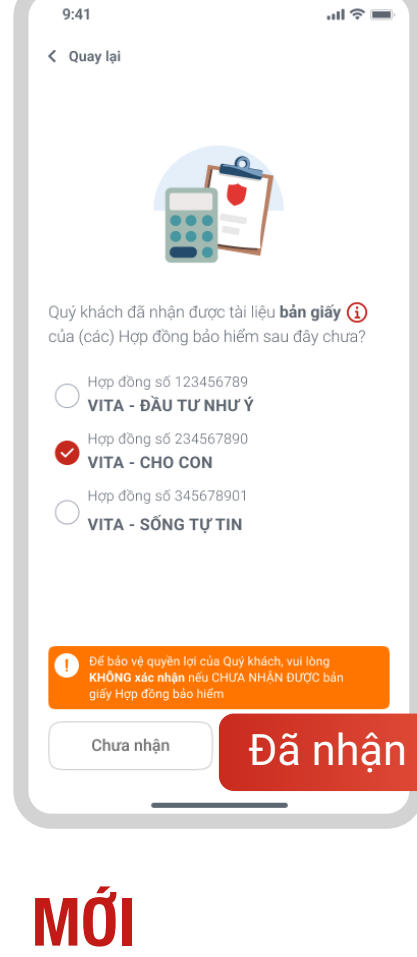 9:41
Quay lại
Quý khách đã nhận được tài liệu bản giấy
của (các) Hợp đồng bảo hiểm sau đây chưa?
Hợp đồng số 123456789
VITA - ĐẦU TƯ NHƯ Ý
Hợp đồng số 234567890
VITA - CHO CON
Hợp đồng số 345678901
VITA - SỐNG TỰ TIN
Để bảo vệ quyền lợi của Quý khách, vui lòng
KHÔNG xác nhận nếu CHƯA NHẬN ĐƯỢC bản
giấy Hợp đồng bảo hiểm
Chưa nhận
Đã nhận
MỚI